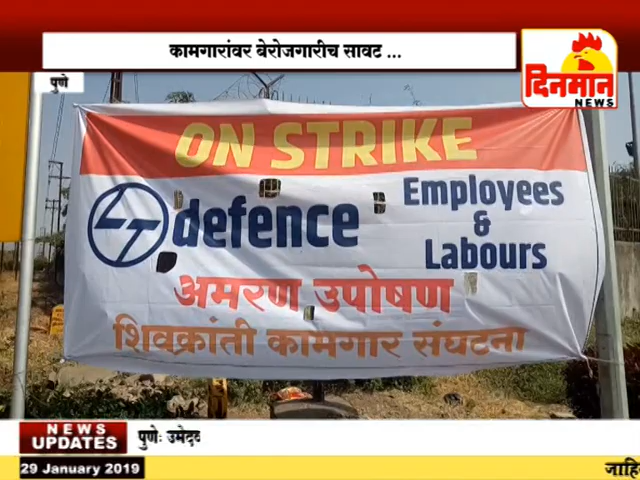 कामगारांवर बेरोजगारीच सावट ...
दिनमान
NEWS
पुणे
ON STRIKE
LT defence
Employees
&
Labours
अमरण उपोषण
शिवक्रांती कामगार संघटना
NEWS
UPDATES
पुणे: उमेदव
29 January 2019
जाहि